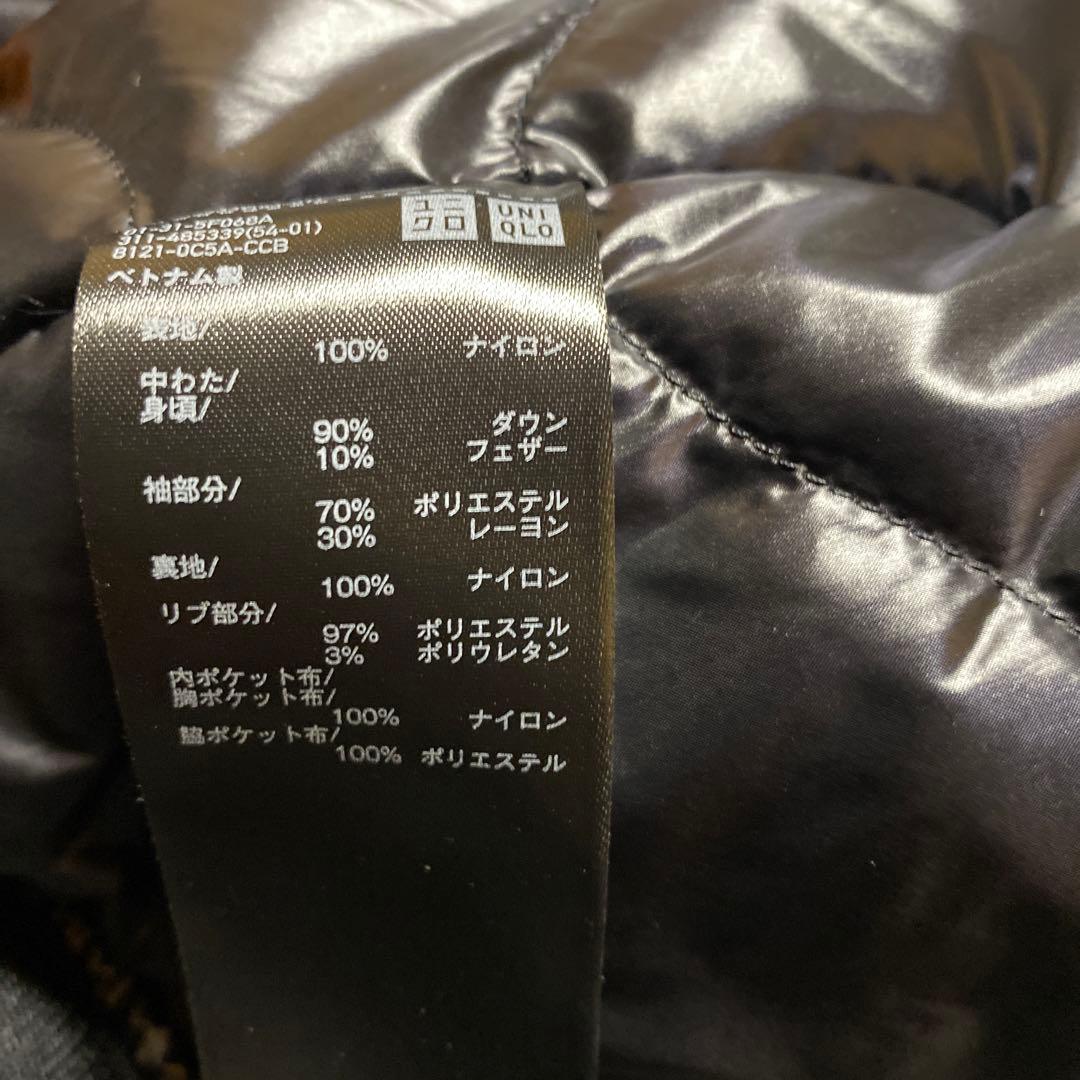 ユニ
クロ
UNI
QLO
01-31-5F068A
311-485339(54-01)
8121-0C5A-CCB
ベトナム製
表地/
100% ナイロン
中わた/
身頃/
90% ダウン
10% フェザー
袖部分/
70% ポリエステル
30% レーヨン
裏地/
100% ナイロン
リブ部分/
97% ポリエステル
3% ポリウレタン
内ポケット布/
胸ポケット布/
100% ナイロン
脇ポケット布/
100% ポリエステル